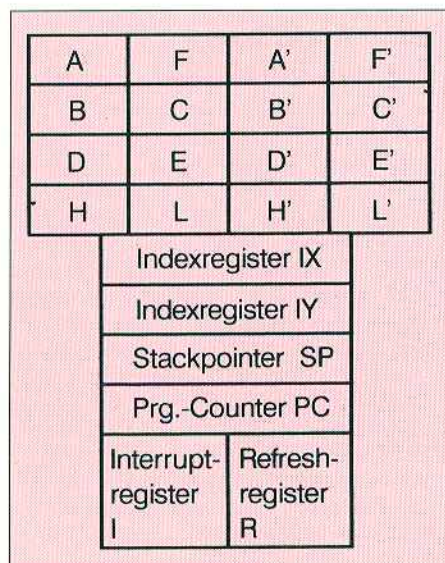 A F A' F'
B C B' C'
D E D' E'
H L H' L'
Indexregister IX
Indexregister IY
Stackpointer SP
Prg.-Counter PC
Interrupt-
register
I
Refresh-
register
R